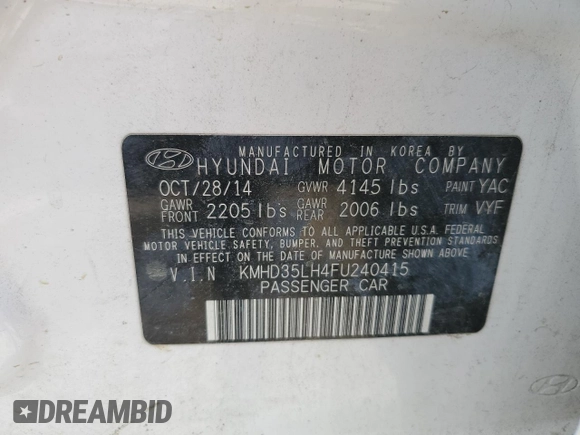 MANUFACTURED IN KOREA BY
HYUNDAI MOTOR COMPANY
OCT/28/14 GVWR 4145 lbs PAINT YAC
GAWR FRONT 2205 lbs GAWR REAR 2006 lbs TRIM VYF
THIS VEHICLE CONFORMS TO ALL APPLICABLE U.S.A. FEDERAL
MOTOR VEHICLE SAFETY, BUMPER, AND THEFT PREVENTION STANDARDS
IN EFFECT ON THE DATE OF MANUFACTURE SHOWN ABOVE.
V.I.N KMHD35LH4FU240415
PASSENGER CAR
DREAMBID